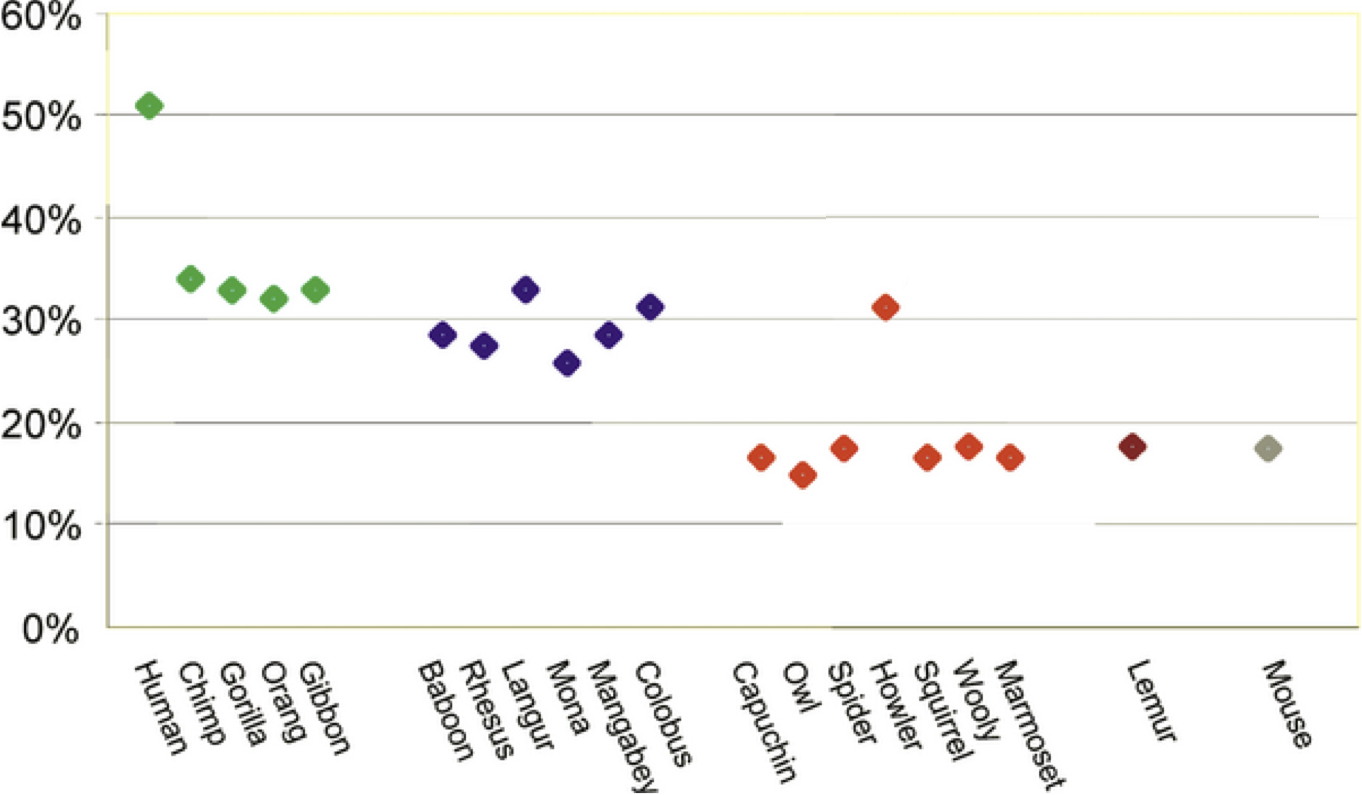 60%
50%
40%
30%
20%
10%
0%
Human
Chimp
Gorilla
Orang
Gibbon
Baboon
Rhesus
Langur
Mona
Mangabey
Colobus
Capuchin
Owl
Spider
Howler
Squirrel
Wooly
Marmoset
Lemur
Mouse